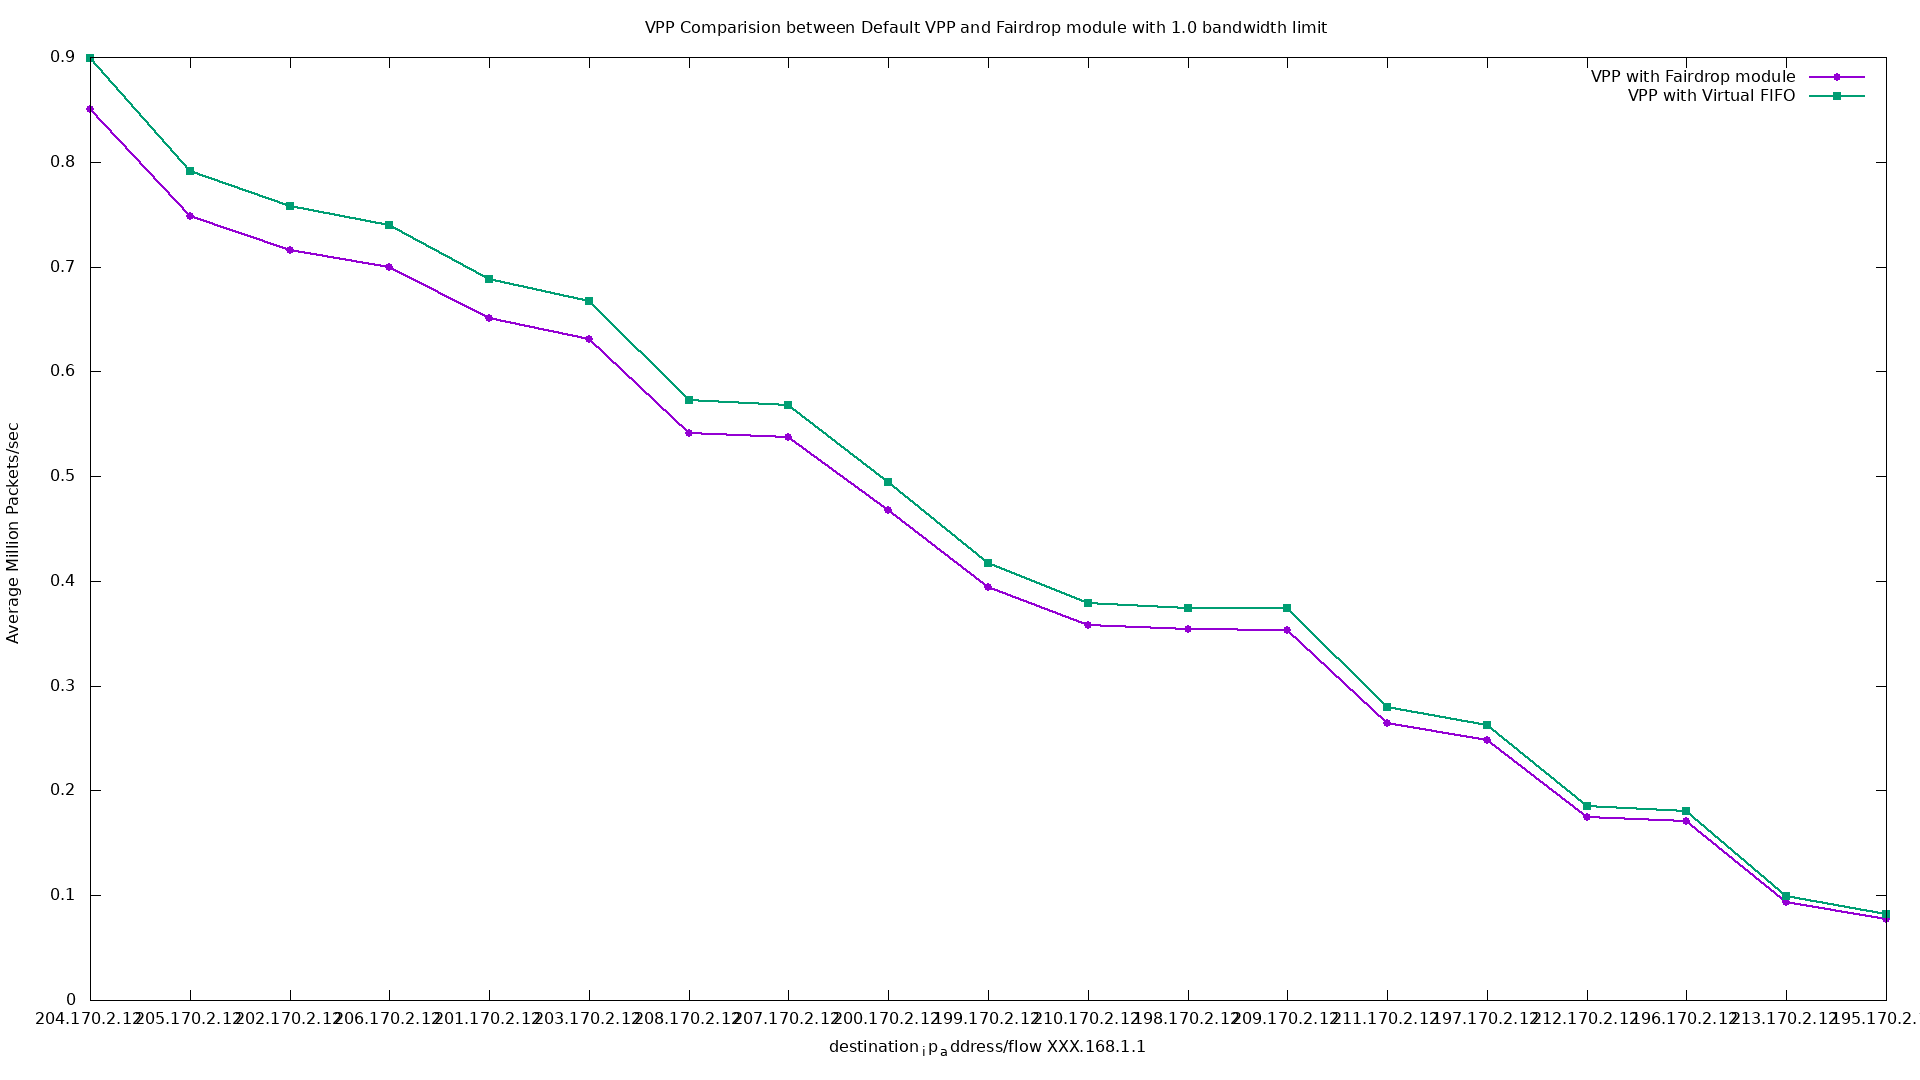 VPP Comparision between Default VPP and Fairdrop module with 1.0 bandwidth limit
VPP with Fairdrop module
VPP with Virtual FIFO
0.9
0.8
0.7
0.6
0.5
0.4
0.3
0.2
0.1
0
Average Million Packets/sec
204.170.2.12 205.170.2.12 202.170.2.12 206.170.2.12 201.170.2.12 203.170.2.12 208.170.2.12 207.170.2.12 200.170.2.12 199.170.2.12 210.170.2.12 198.170.2.12 209.170.2.12 211.170.2.12 197.170.2.12 212.170.2.12 196.170.2.12 213.170.2.12 195.170.2.
destination ip address/flow XXX.168.1.1